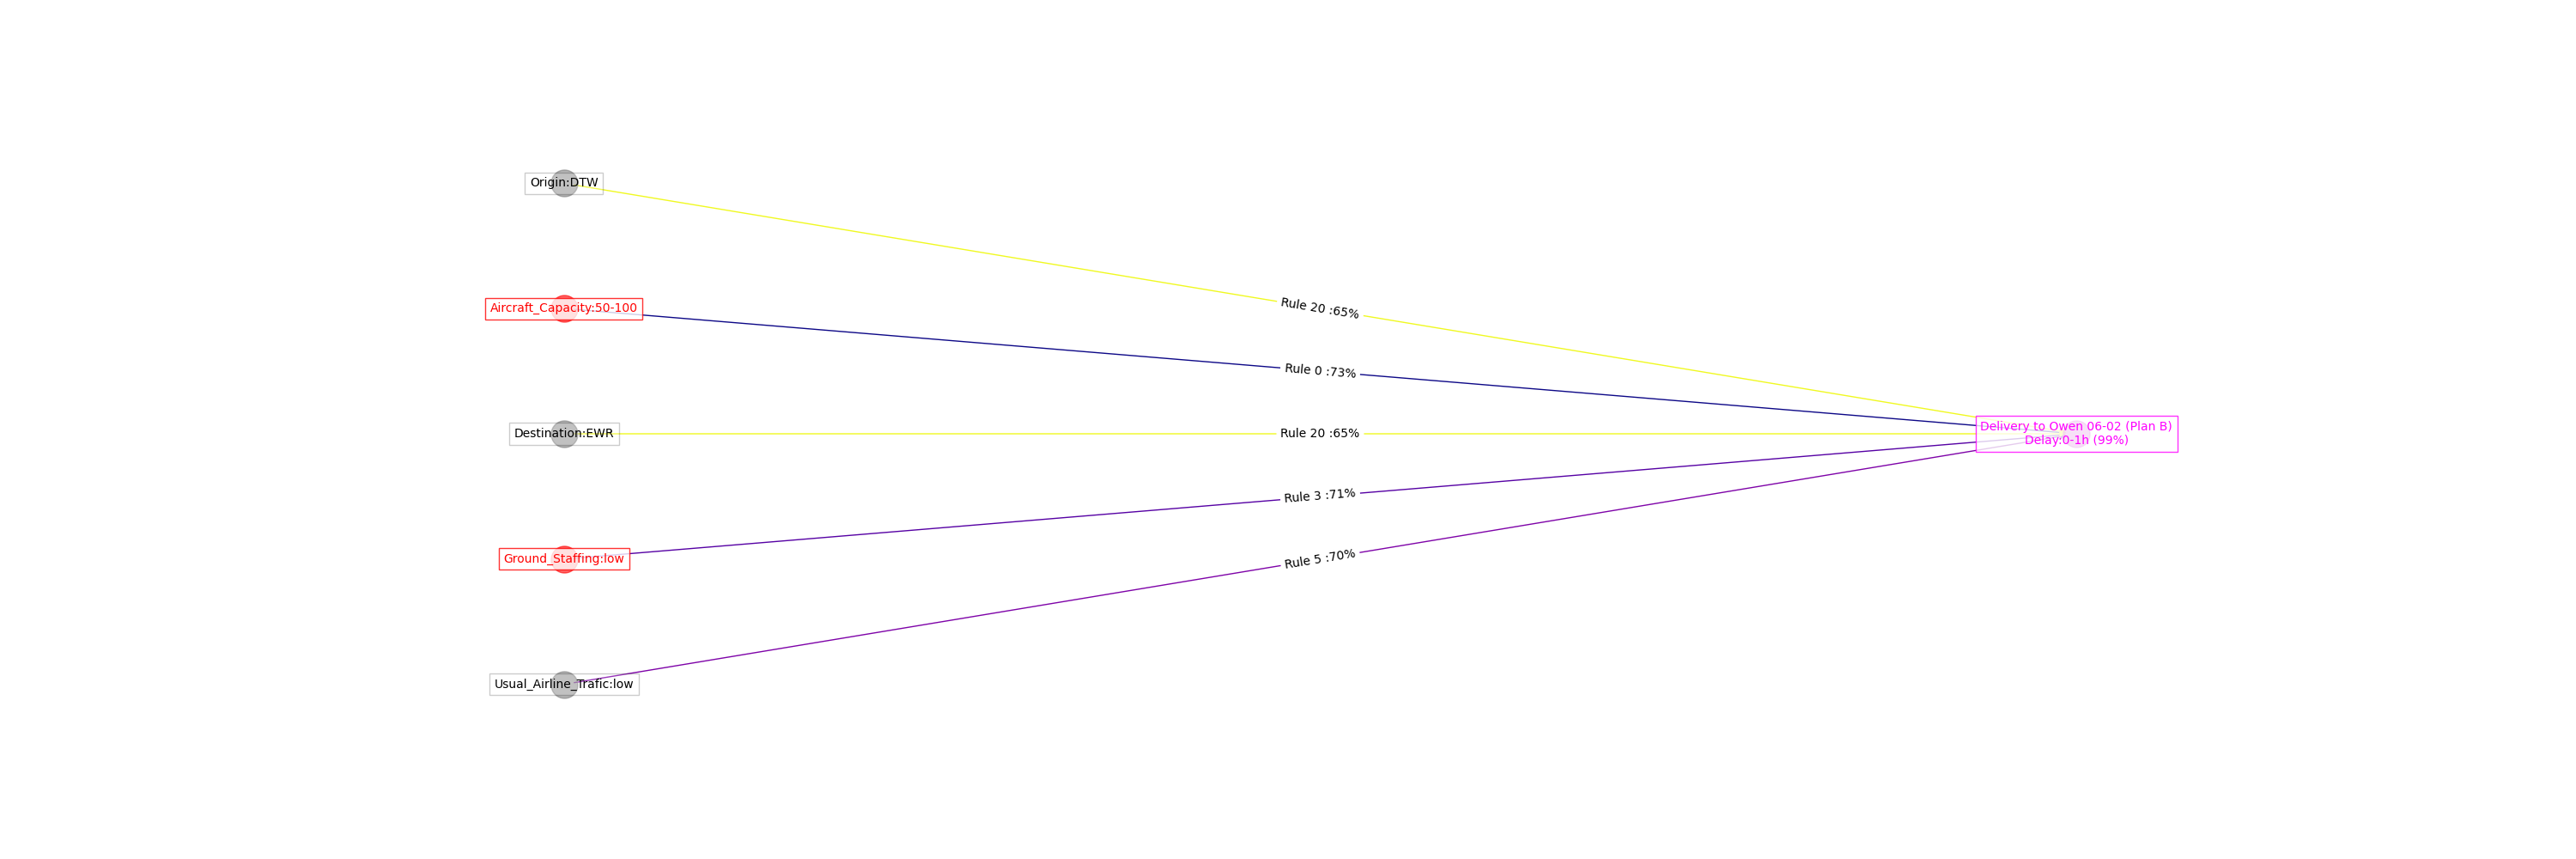 Origin:DTW
Aircraft_Capacity:50-100
Destination:EWR
Ground_Staffing:low
Usual_Airline_Trafic:low
Rule 20 :65%
Rule 0 :73%
Rule 20 :65%
Rule 3 :71%
Rule 5 :70%
Delivery to Owen 06-02 (Plan B)
Delay:0-1h (99%)